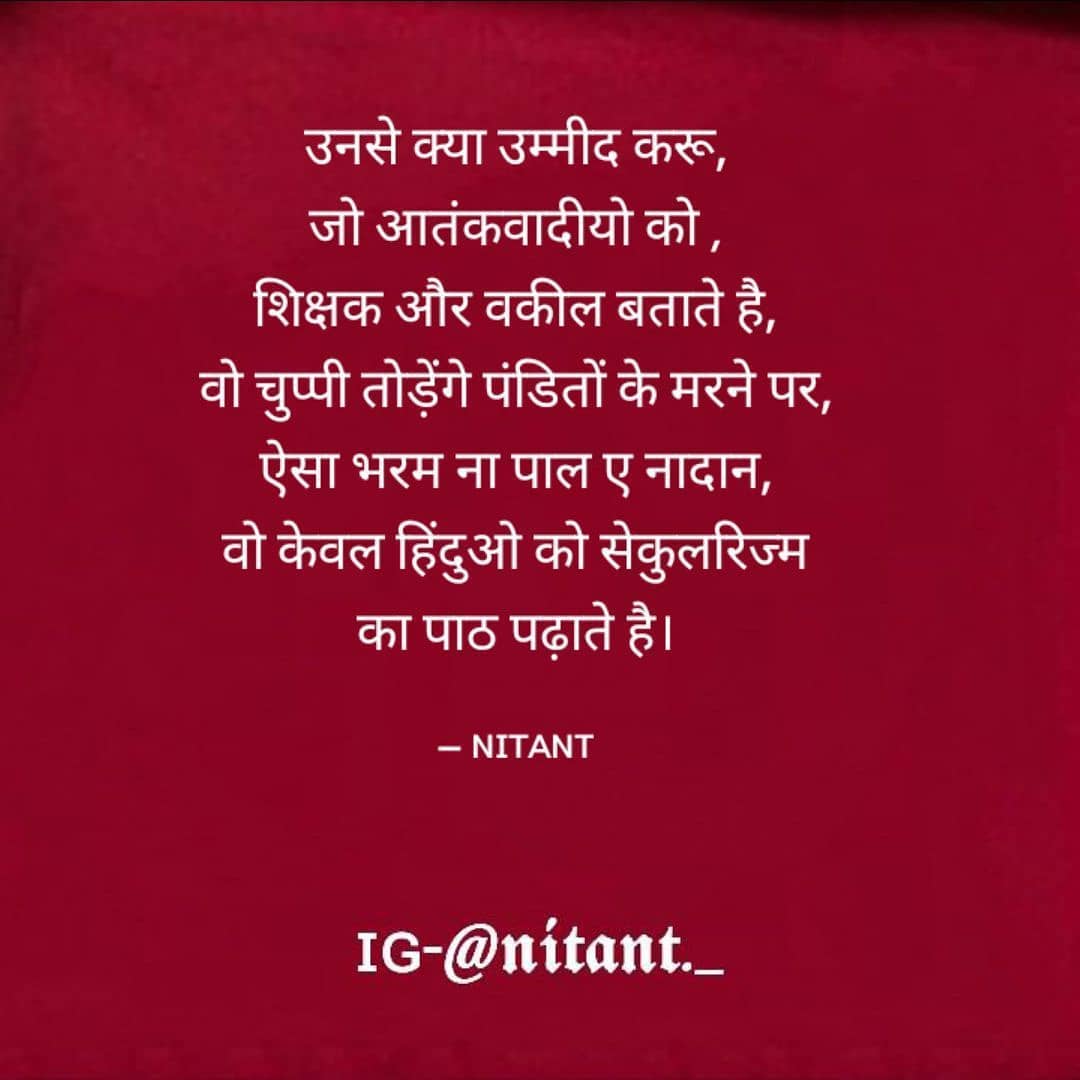 उनसे क्या उम्मीद करू,
जो आतंकवादीयो को ,
शिक्षक और वकील बताते है,
वो चुप्पी तोड़ेंगे पंडितों के मरने पर,
ऐसा भरम ना पाल ए नादान,
वो केवल हिंदुओ को सेकुलरिज्म
का पाठ पढ़ाते है।
– NITANT
IG-@nitant._